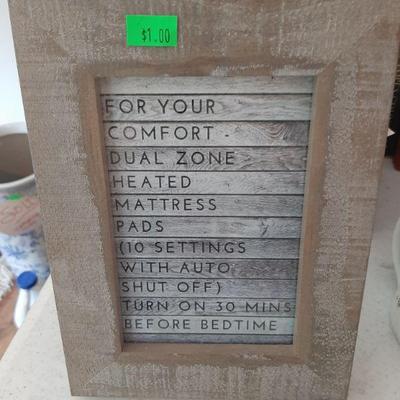 $1.00
FOR YOUR
COMFORT -
DUAL ZONE
HEATED
MATTRESS
PADS
(10 SETTINGS
WITH AUTO
SHUT OFF)
TURN ON 30 MINS
BEFORE BEDTIME